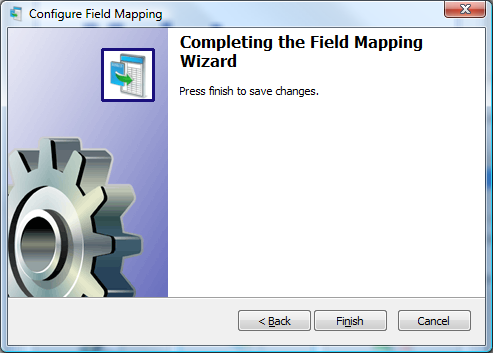 Configure Field Mapping
Completing the Field Mapping
Wizard
Press finish to save changes.
< Back
Finish
Cancel